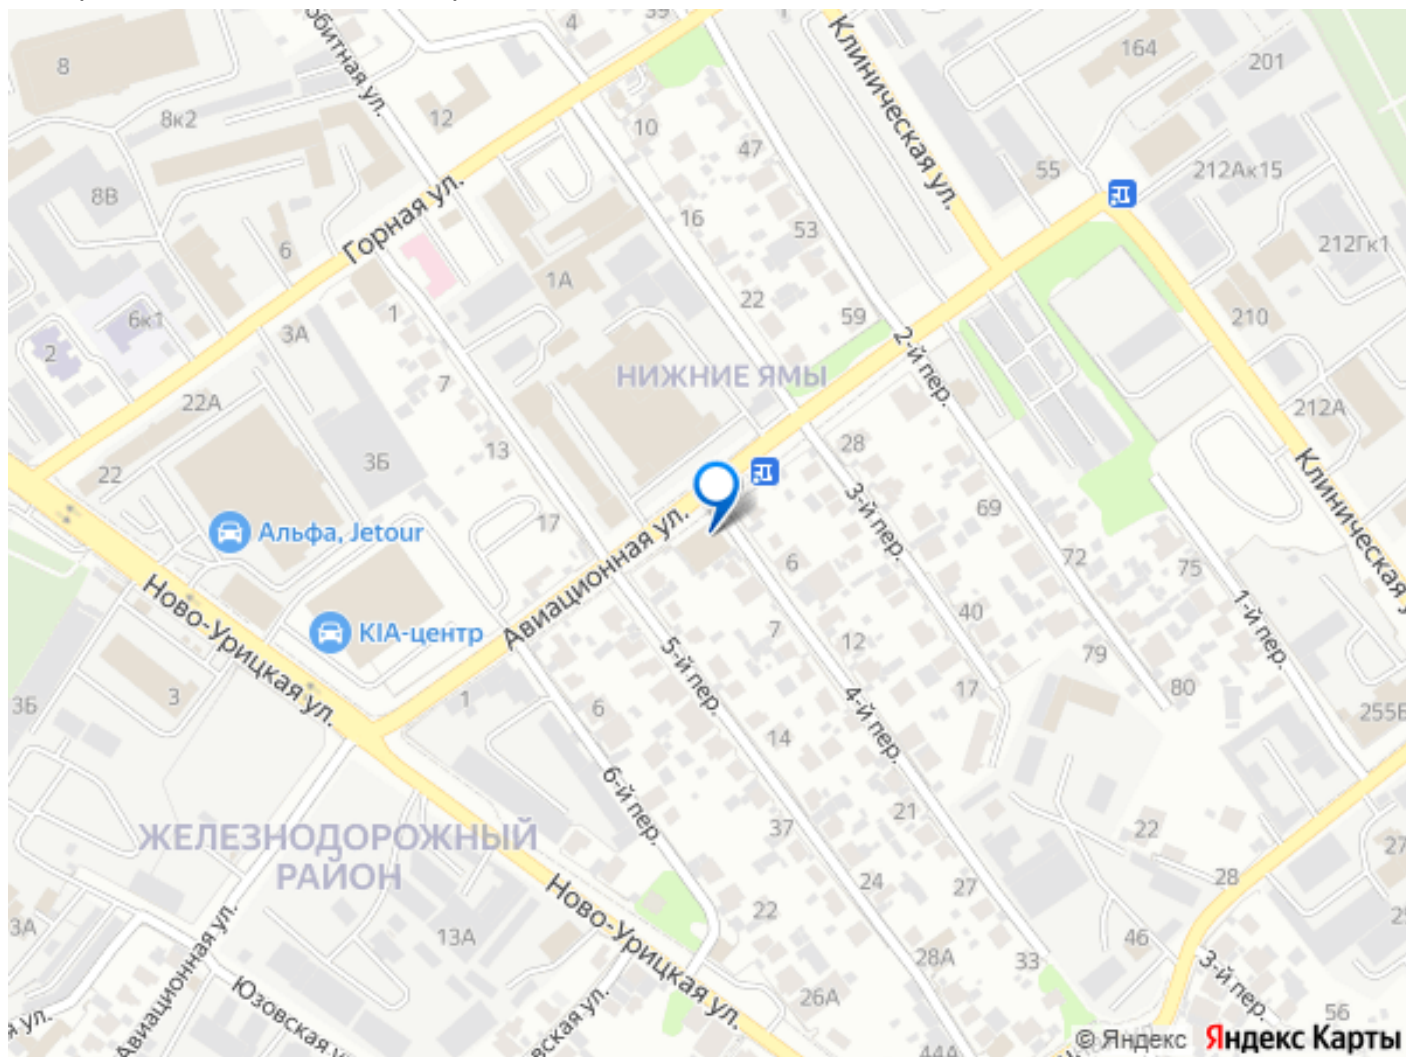 4
39
Клиническая ул.
164
201
8
8к2
12
10
47
55
212Ак15
8В
Горная ул.
16
53
6
1А
22
59
212Гк1
6к1
1
2
3А
210
2-й пер.
НИЖНИЕ ЯМЫ
7
22А
212А
13
28
3Б
22
3-й пер.
69
Клиническая
17
Альфа, Jetour
Авиационная ул.
6
72
75
Ново-Урицкая ул.
KIA-центр
40
1-й пер.
7
12
5-й пер.
79
3
1
6
17
80
4-й пер.
255Б
14
6-й пер.
21
ЖЕЛЕЗНОДОРОЖНЫЙ
РАЙОН
37
22
27
24
27
28
Ново-Урицкая ул.
22
3А
13А
46
Авиационная ул.
28А
33
3-й пер.
Юзовская
26А
56
ул.
44А
© Яндекс Яндекс Карты